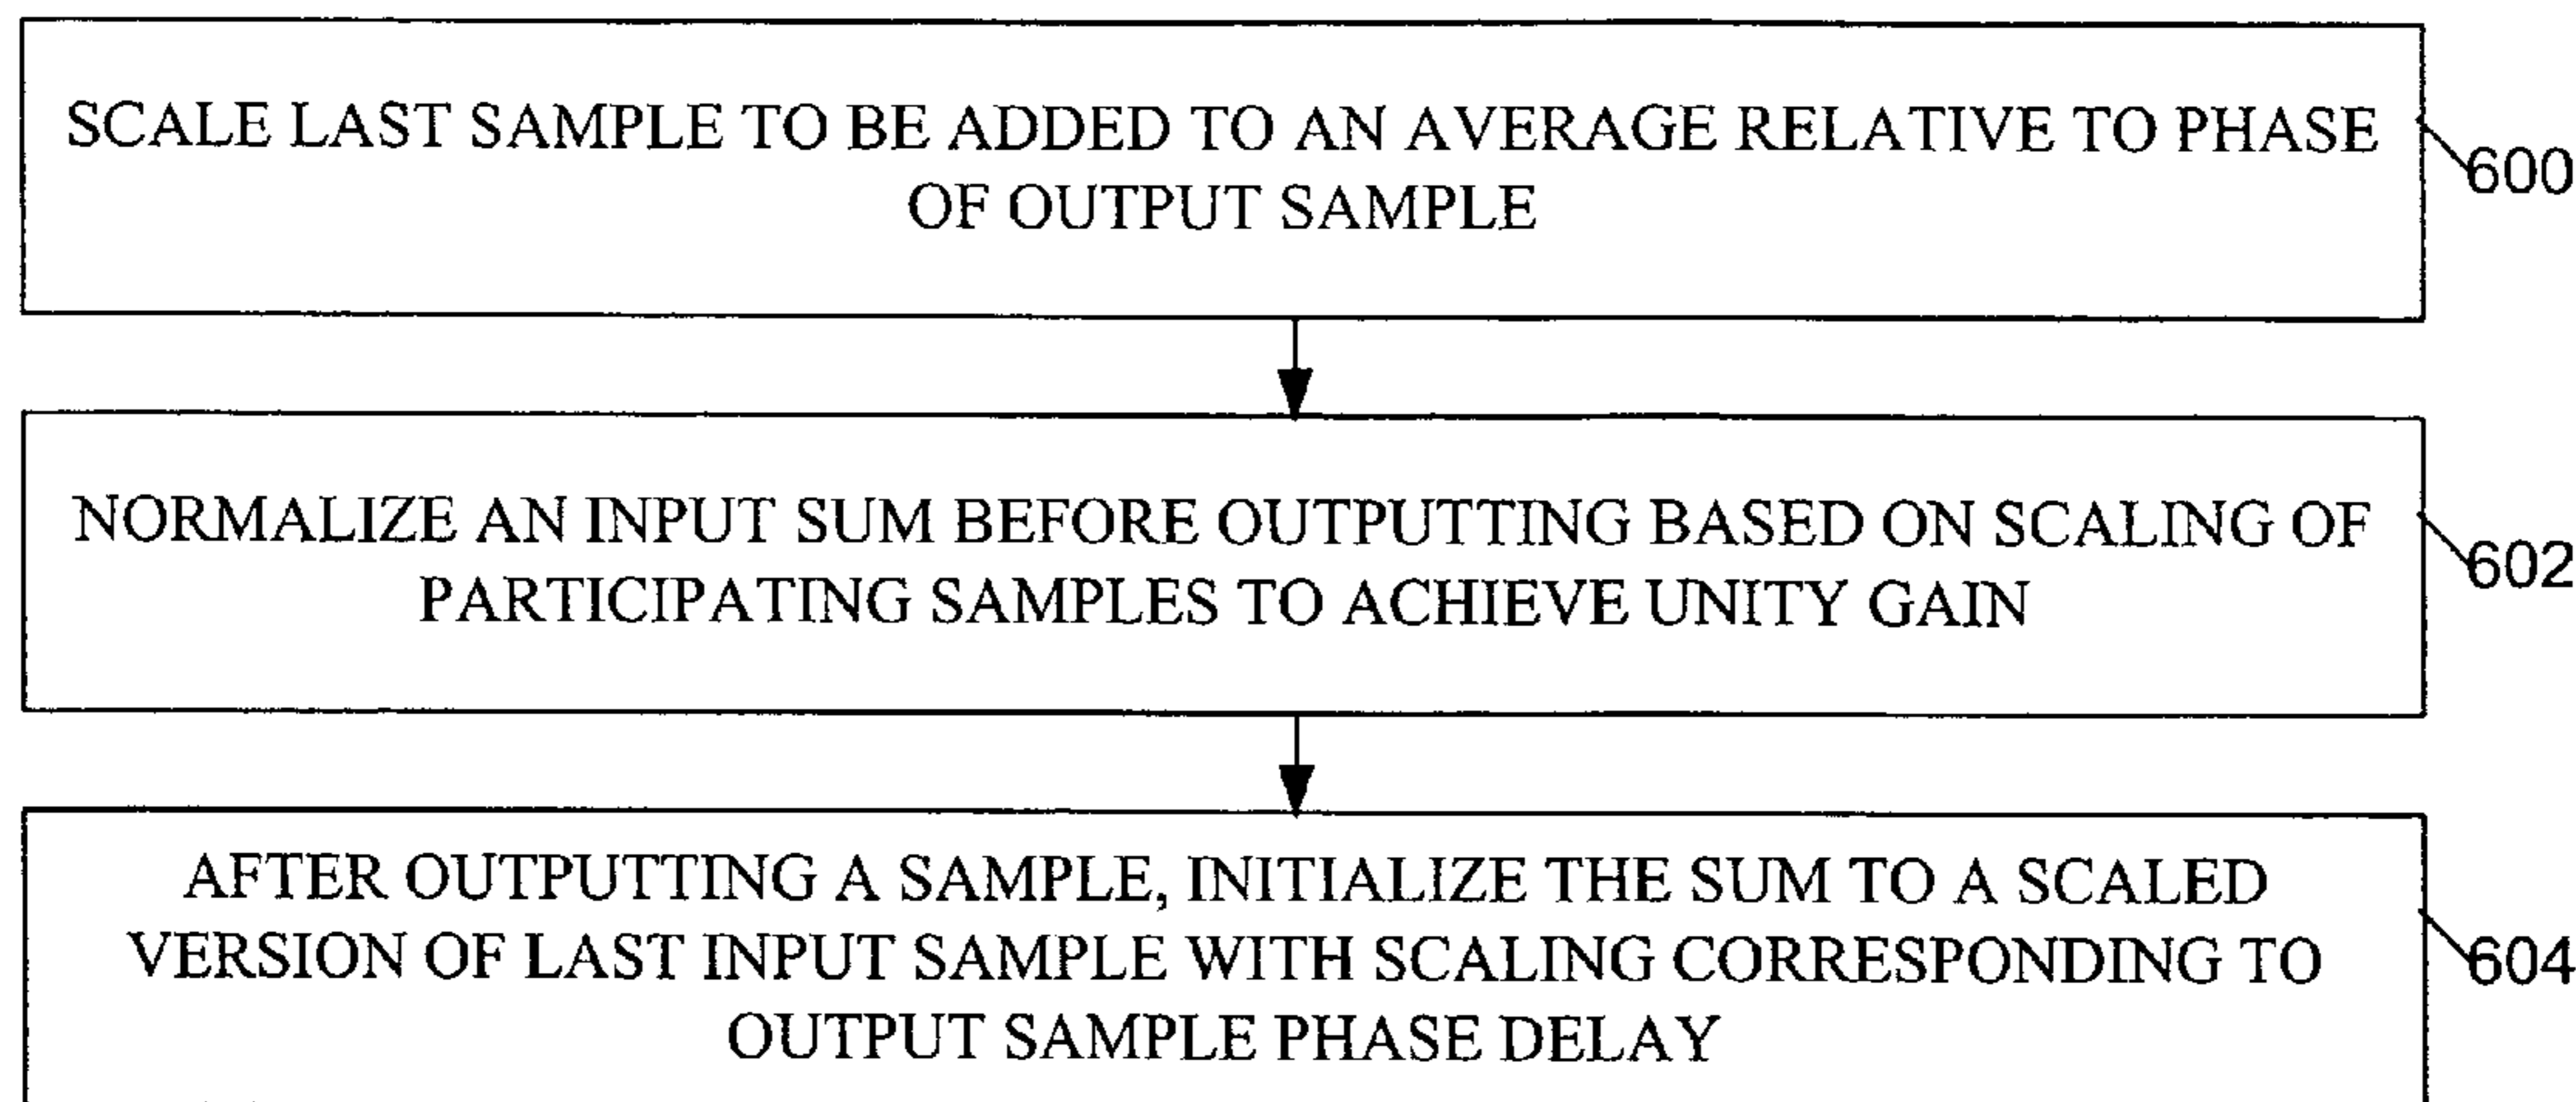 SCALE LAST SAMPLE TO BE ADDED TO AN AVERAGE RELATIVE TO PHASE
OF OUTPUT SAMPLE
600
NORMALIZE AN INPUT SUM BEFORE OUTPUTTING BASED ON SCALING OF
PARTICIPATING SAMPLES TO ACHIEVE UNITY GAIN
602
AFTER OUTPUTTING A SAMPLE, INITIALIZE THE SUM TO A SCALED
VERSION OF LAST INPUT SAMPLE WITH SCALING CORRESPONDING TO
OUTPUT SAMPLE PHASE DELAY
604